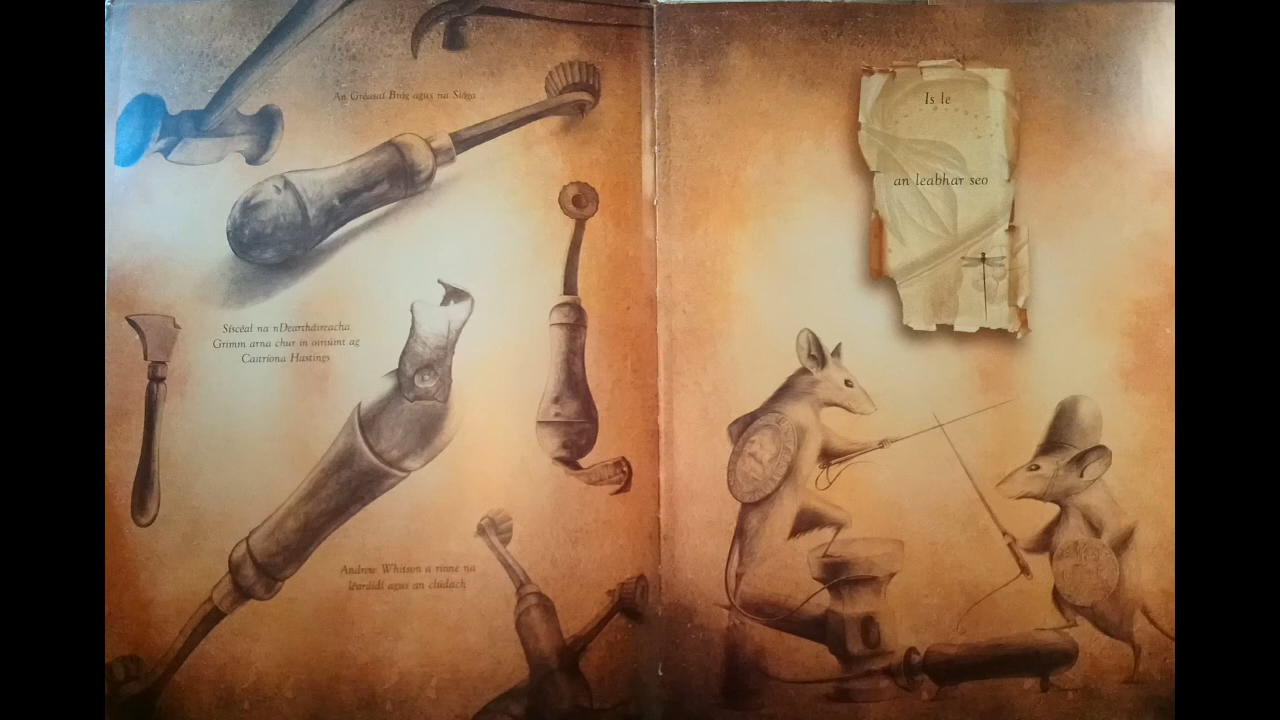 An Gréasaí Bróg agus na Síóga
Síscéal na nDeartháireacha
Grimm arna chur in oiriúint ag
Caitríona Hastings
Andrew Whitson a rinne na
léaráidí agus an clúdach
Is le
an leabhar seo